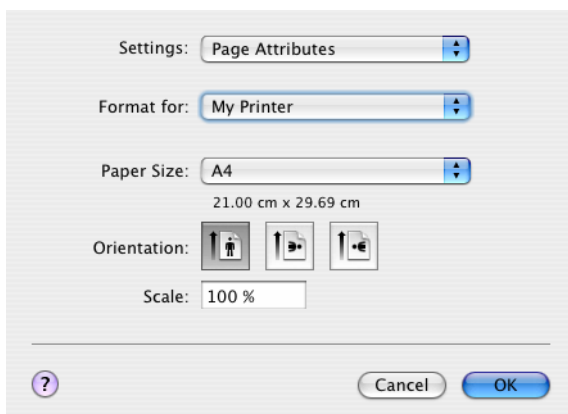 Settings: Page Attributes
Format for: My Printer
Paper Size: A4
21.00 cm x 29.69 cm
Orientation:
Scale: 100 %
? Cancel OK